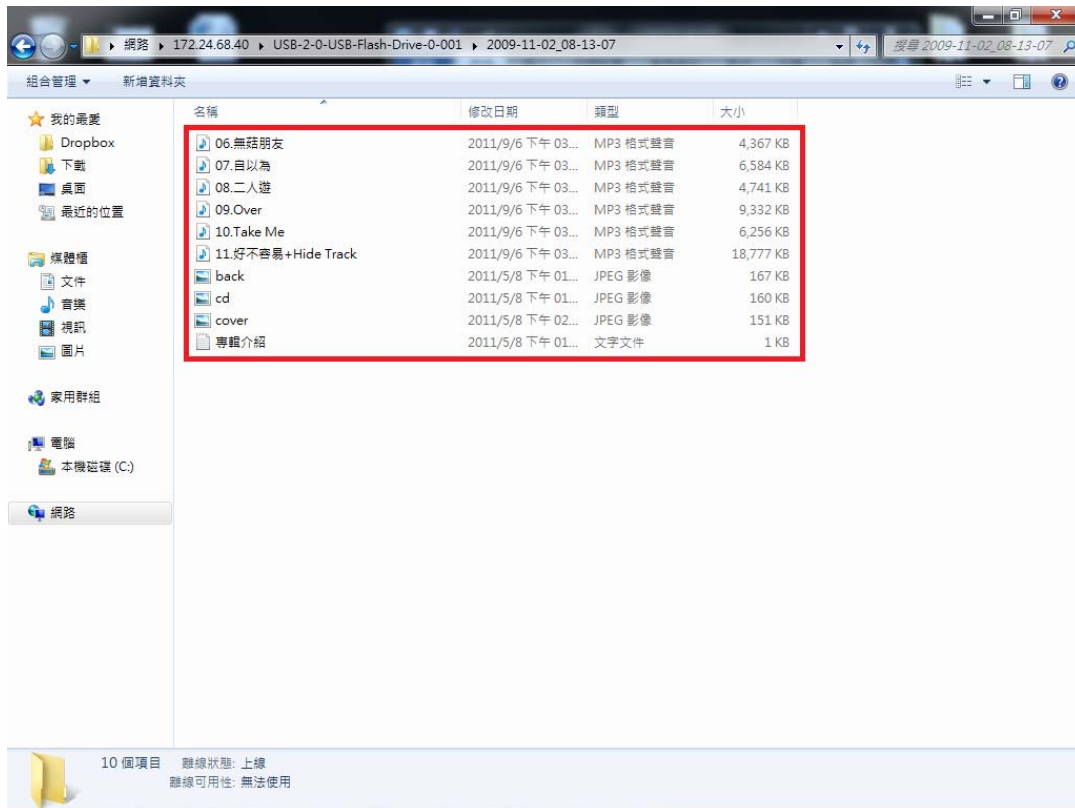 網路 ▸ 172.24.68.40 ▸ USB-2-0-USB-Flash-Drive-0-001 ▸ 2009-11-02_08-13-07
搜尋 2009-11-02_08-13-07
組合管理 新增資料夾
我的最愛
Dropbox
下載
桌面
最近的位置
媒體櫃
文件
音樂
視訊
圖片
家用群組
電腦
本機磁碟 (C:)
網路
名稱 修改日期 類型 大小
06.無菇朋友 2011/9/6 下午 03... MP3 格式聲音 4,367 KB
07.自以為 2011/9/6 下午 03... MP3 格式聲音 6,584 KB
08.二人遊 2011/9/6 下午 03... MP3 格式聲音 4,741 KB
09.Over 2011/9/6 下午 03... MP3 格式聲音 9,332 KB
10.Take Me 2011/9/6 下午 03... MP3 格式聲音 6,256 KB
11.好不容易+Hide Track 2011/9/6 下午 03... MP3 格式聲音 18,777 KB
back 2011/5/8 下午 01... JPEG 影像 167 KB
cd 2011/5/8 下午 01... JPEG 影像 160 KB
cover 2011/5/8 下午 02... JPEG 影像 151 KB
專輯介紹 2011/5/8 下午 01... 文字文件 1 KB
10 個項目 離線狀態: 上線
離線可用性: 無法使用